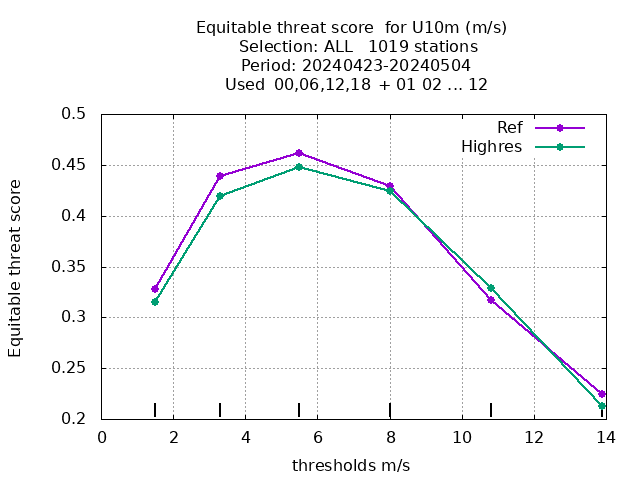 Equitable threat score for U10m (m/s)
Selection: ALL 1019 stations
Period: 20240423-20240504
Used 00,06,12,18 + 01 02 ... 12
Ref
Highres
0.5
0.45
0.4
0.35
0.3
0.25
0.2
Equitable threat score
0 2 4 6 8 10 12 14
thresholds m/s